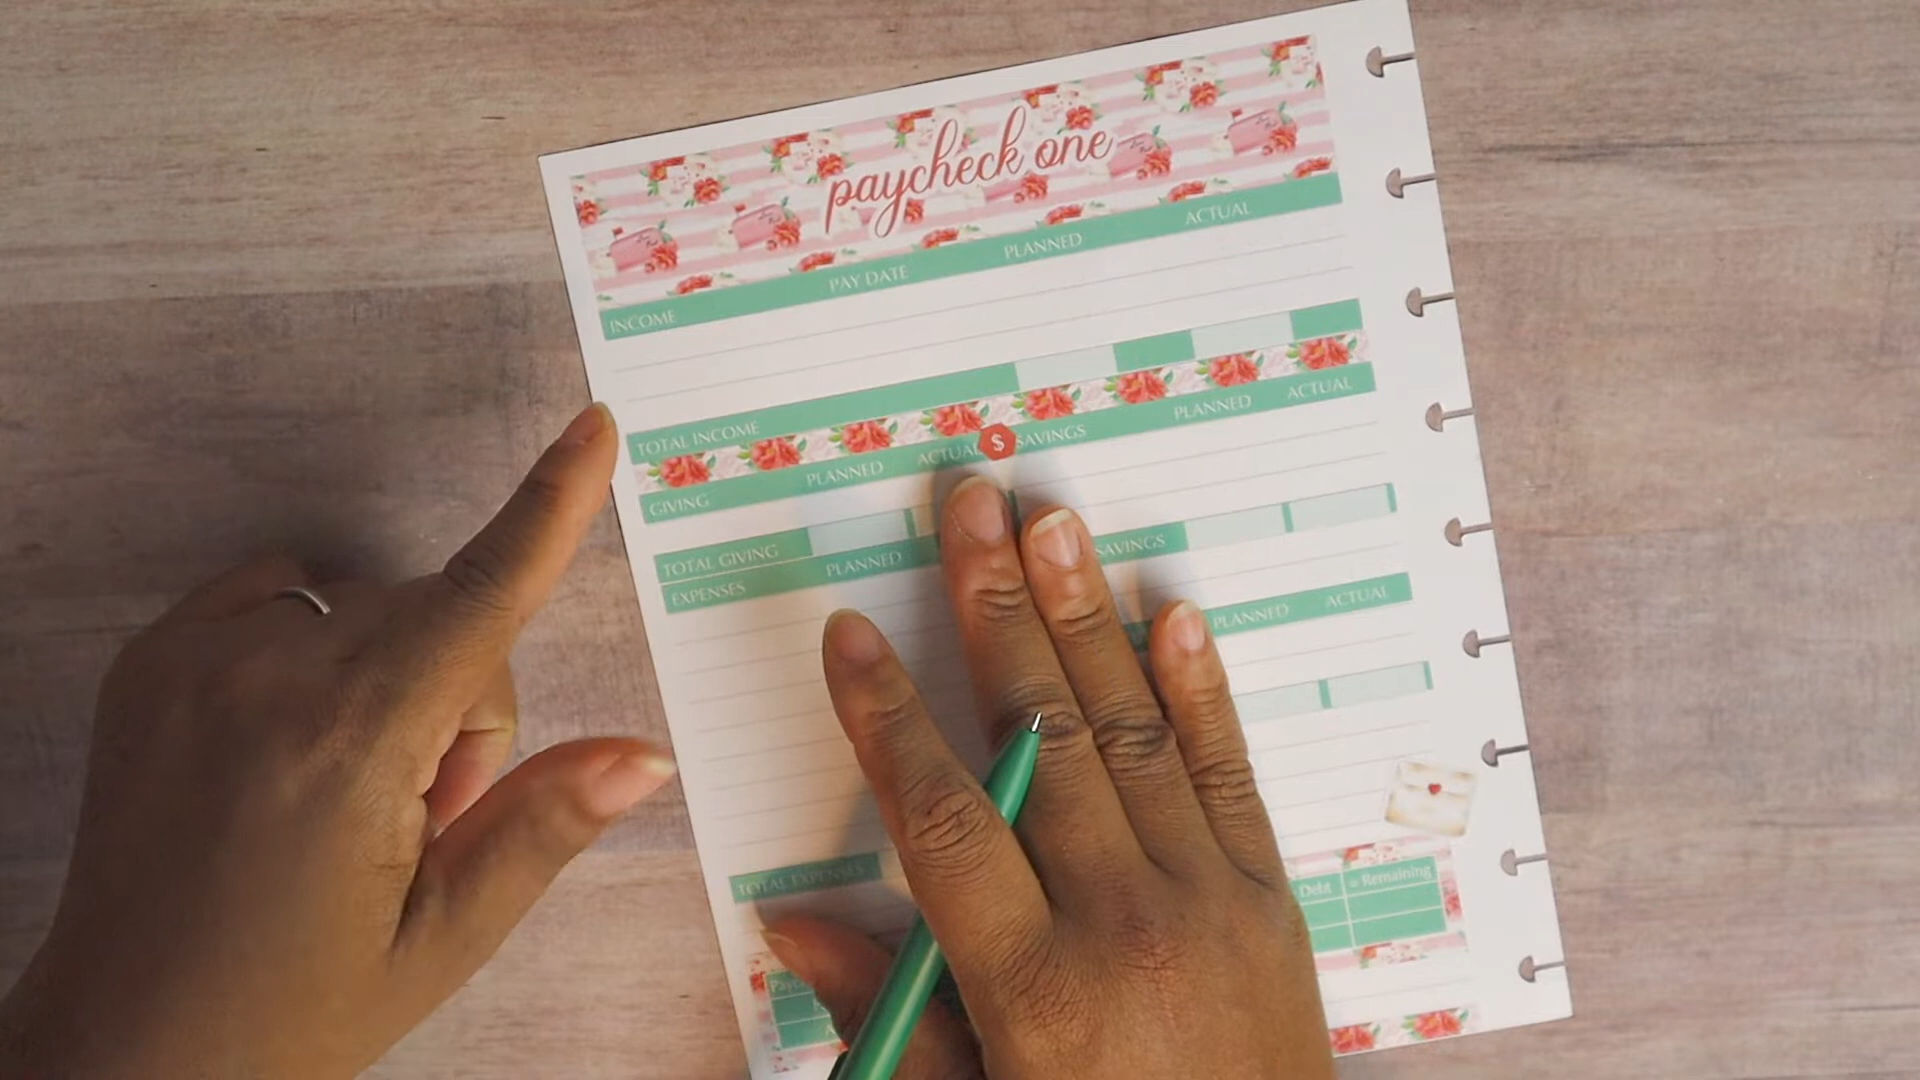 paycheck one
INCOME PAY DATE PLANNED ACTUAL
TOTAL INCOME
GIVING PLANNED ACTUAL $ SAVINGS PLANNED ACTUAL
TOTAL GIVING SAVINGS
EXPENSES PLANNED
PLANNED ACTUAL
TOTAL EXPENSES
Debt = Remaining